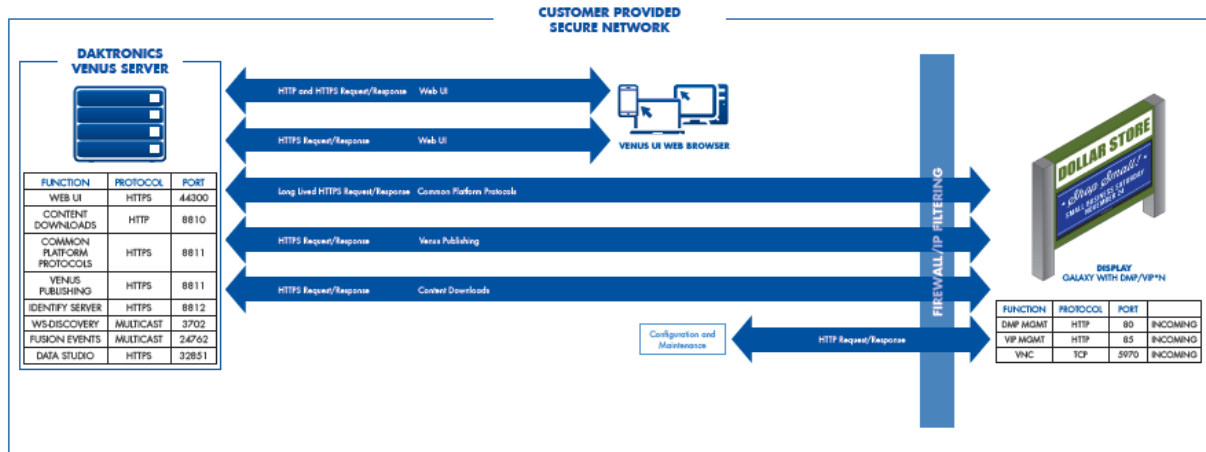 CUSTOMER PROVIDED
SECURE NETWORK
DAKTRONICS
VENUS SERVER
FUNCTION PROTOCOL PORT
WEB UI HTTPS 44300
CONTENT
DOWNLOADS HTTP 8810
COMMON
PLATFORM
PROTOCOLS HTTPS 8811
VENUS
PUBLISHING HTTPS 8811
IDENTIFY SERVER HTTPS 8812
WS-DISCOVERY MULTICAST 3702
FUSION EVENTS MULTICAST 24762
DATA STUDIO HTTPS 32851
HTTP and HTTPS Request/Response Web UI
HTTPS Request/Response Web UI
VENUS UI WEB BROWSER
Long Lived HTTPS Request/Response Common Platform Protocols
HTTPS Request/Response Venus Publishing
HTTPS Request/Response Content Downloads
Configuration and
Maintenance
HTTP Request/Response
FIREWALL/IP FILTERING
DOLLAR STORE
Shop Small!
SMALL BUSINESS SATURDAY
NOVEMBER 24
DISPLAY
GALAXY WITH DMP/VIP*N
FUNCTION PROTOCOL PORT
DMP MGMT HTTP 80 INCOMING
VIP MGMT HTTP 85 INCOMING
VNC TCP 5970 INCOMING